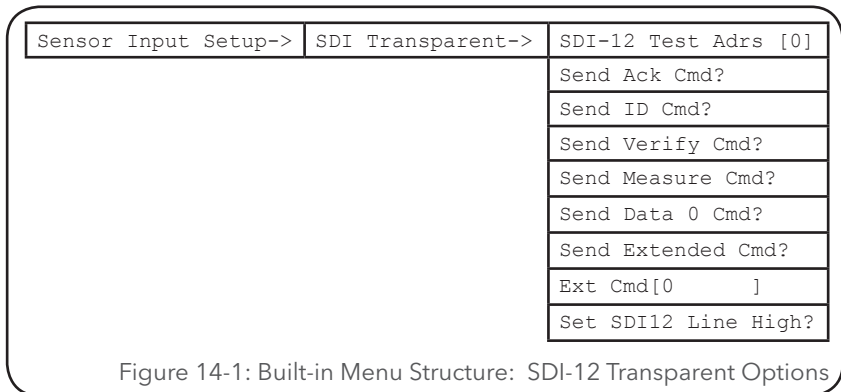 Sensor Input Setup-> SDI Transparent-> SDI-12 Test Adrs [0]
Send Ack Cmd?
Send ID Cmd?
Send Verify Cmd?
Send Measure Cmd?
Send Data 0 Cmd?
Send Extended Cmd?
Ext Cmd[0        ]
Set SDI12 Line High?
Figure 14-1: Built-in Menu Structure: SDI-12 Transparent Options